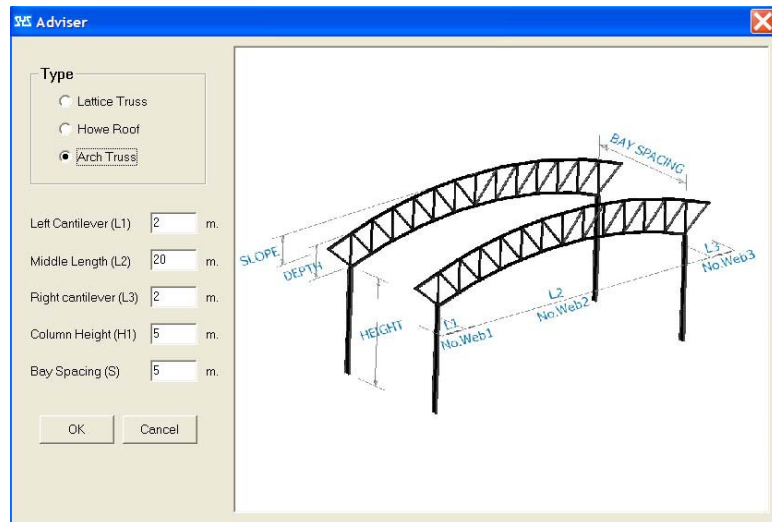 SYS Adviser
Type
Lattice Truss
Howe Roof
Arch Truss
Left Cantilever (L1) 2 m.
Middle Length (L2) 20 m.
Right cantilever (L3) 2 m.
Column Height (H1) 5 m.
Bay Spacing (S) 5 m.
OK Cancel
BAY SPACING
SLOPE
DEPTH
HEIGHT
L1
No.Web1
L2
No.Web2
L3
No.Web3